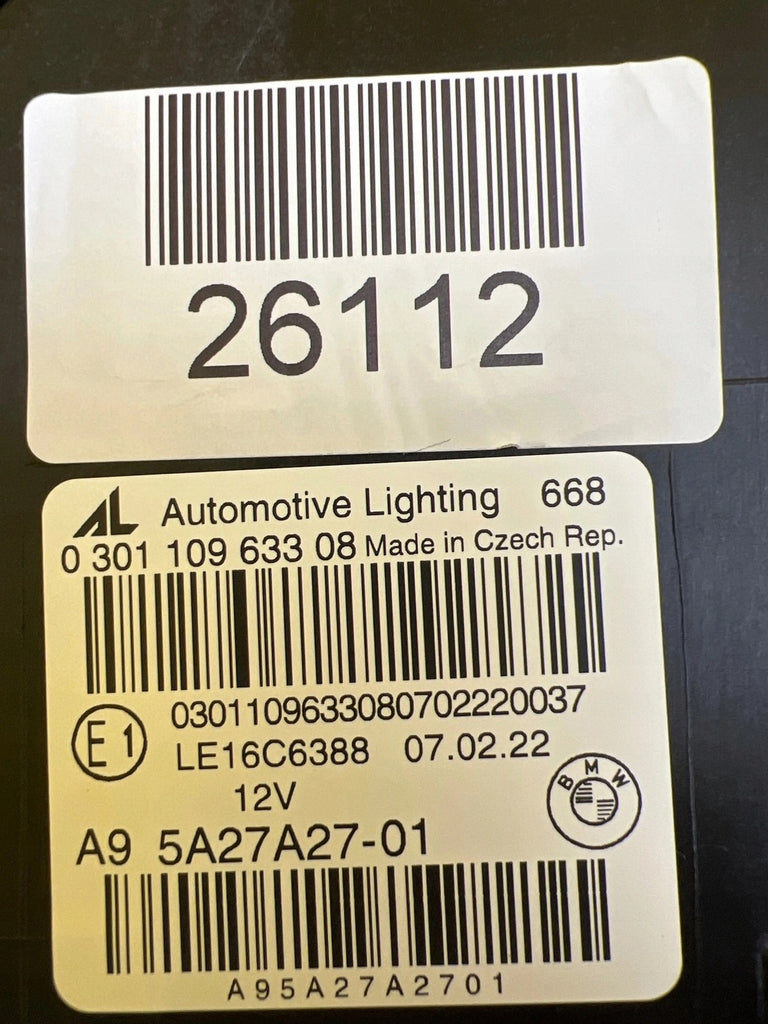 26112
AL Automotive Lighting 668
0 301 109 633 08 Made in Czech Rep.
0301109633080702220037
E1
LE16C6388 07.02.22
12V
BMW
A9 5A27A27-01
A95A27A2701